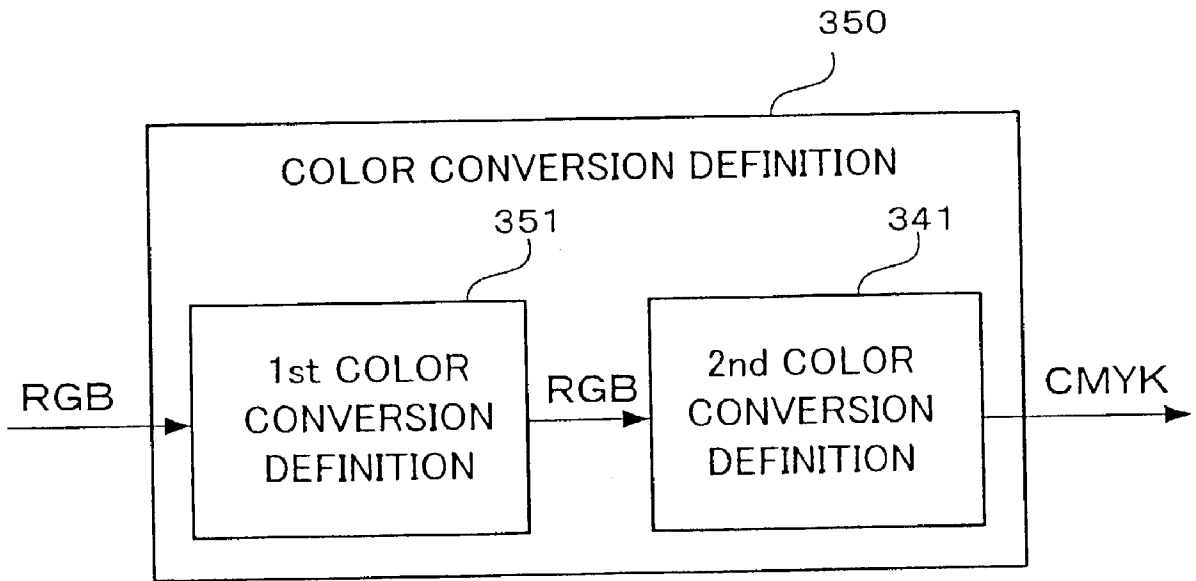 350
COLOR CONVERSION DEFINITION
351
341
RGB
1st COLOR
CONVERSION
DEFINITION
RGB
2nd COLOR
CONVERSION
DEFINITION
CMYK